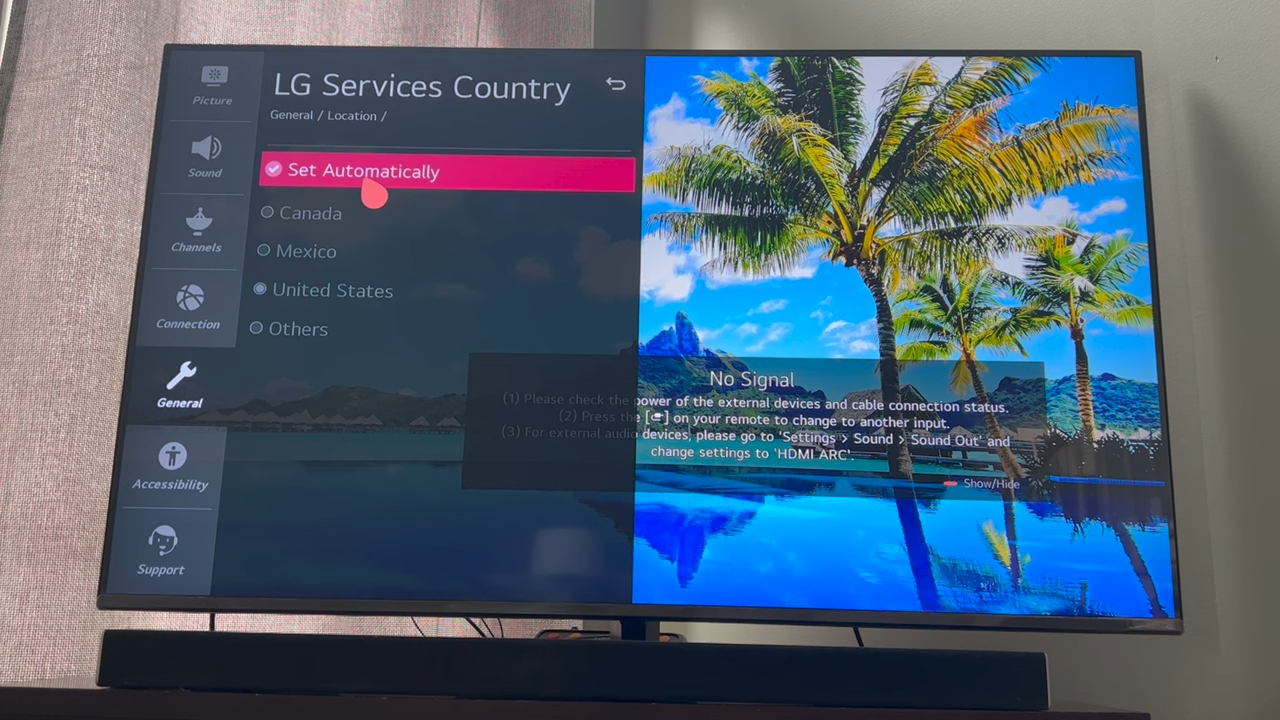 Picture
Sound
Channels
Connection
General
Accessibility
Support
LG Services Country
General / Location /
Set Automatically
Canada
Mexico
United States
Others
No Signal
(1) Please check the power of the external devices and cable connection status.
(2) Press the [ ] on your remote to change to another input.
(3) For external audio devices, please go to 'Settings > Sound > Sound Out' and
change settings to 'HDMI ARC'.
Show/Hide